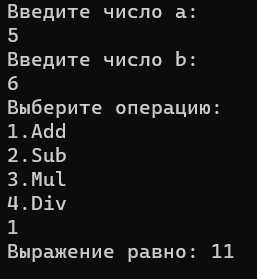 Введите число a:
5
Введите число b:
6
Выберите операцию:
1.Add
2.Sub
3.Mul
4.Div
1
Выражение равно: 11